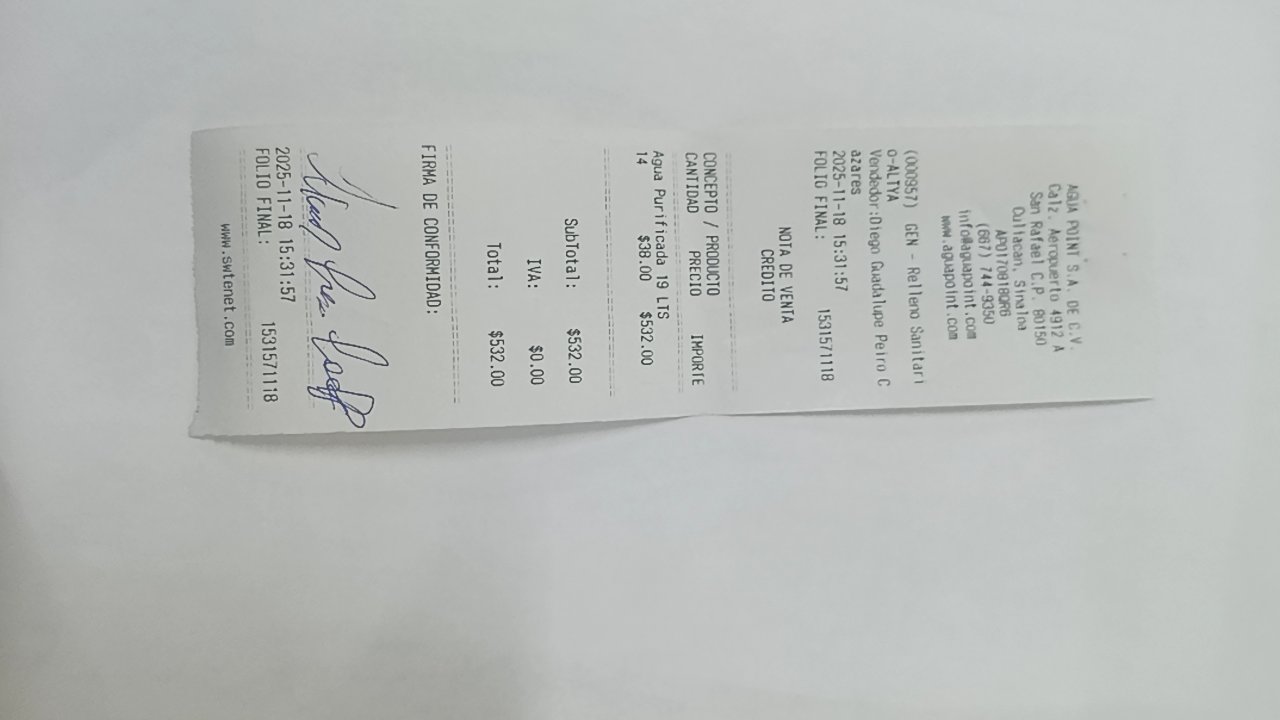 AGUA POINT S.A. DE C.V.
Calz. Aeropuerto 4912 A
San Rafael C.P. 80150
Culiacan, Sinaloa
APO170818QR6
(667) 744-9350
info@aguapoint.com
www.aguapoint.com
(000957) GEN - Relleno Sanitari
o-ALTYA
Vendedor:Diego Guadalupe Peiro C
azares
2025-11-18 15:31:57
FOLIO FINAL: 1531571118
NOTA DE VENTA
CREDITO
CONCEPTO / PRODUCTO
CANTIDAD PRECIO IMPORTE
Agua Purificada 19 LTS
14 $38.00 $532.00
SubTotal: $532.00
IVA: $0.00
Total: $532.00
FIRMA DE CONFORMIDAD:
2025-11-18 15:31:57
FOLIO FINAL: 1531571118
www.switenet.com